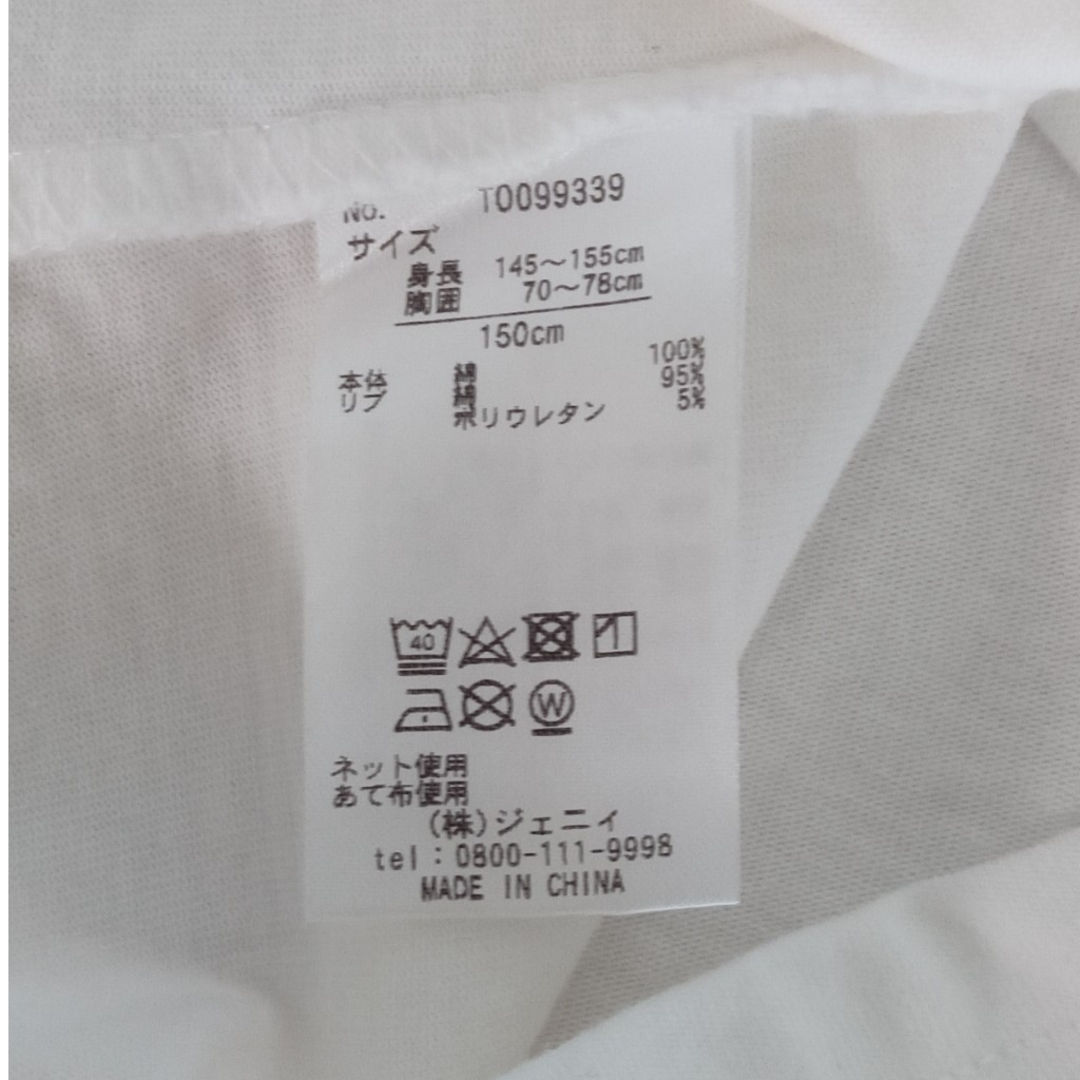 No. T0099339
サイズ
身長 145～155cm
胸囲 70～78cm
150cm
本体 綿 100%
リブ 綿 95%
ポリウレタン 5%
40
W
ネット使用
あて布使用
(株)ジェニィ
tel：0800-111-9998
MADE IN CHINA